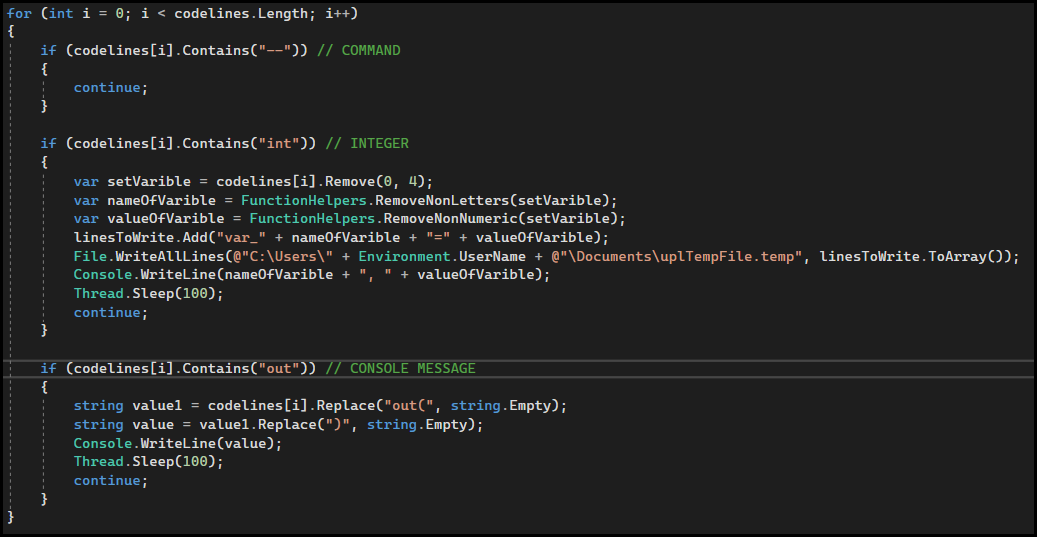 for (int i = 0; i < codelines.Length; i++)
{
if (codelines[i].Contains("--")) // COMMAND
{
continue;
}
if (codelines[i].Contains("int")) // INTEGER
{
var setVarible = codelines[i].Remove(0, 4);
var nameOfVarible = FunctionHelpers.RemoveNonLetters(setVarible);
var valueOfVarible = FunctionHelpers.RemoveNonNumeric(setVarible);
linesToWrite.Add("var_" + nameOfVarible + "=" + valueOfVarible);
File.WriteAllLines(@"C:\Users\" + Environment.UserName + @"\Documents\uplTempFile.temp", linesToWrite.ToArray());
Console.WriteLine(nameOfVarible + ", " + valueOfVarible);
Thread.Sleep(100);
continue;
}
if (codelines[i].Contains("out")) // CONSOLE MESSAGE
{
string value1 = codelines[i].Replace("out(", string.Empty);
string value = value1.Replace(")", string.Empty);
Console.WriteLine(value);
Thread.Sleep(100);
continue;
}
}